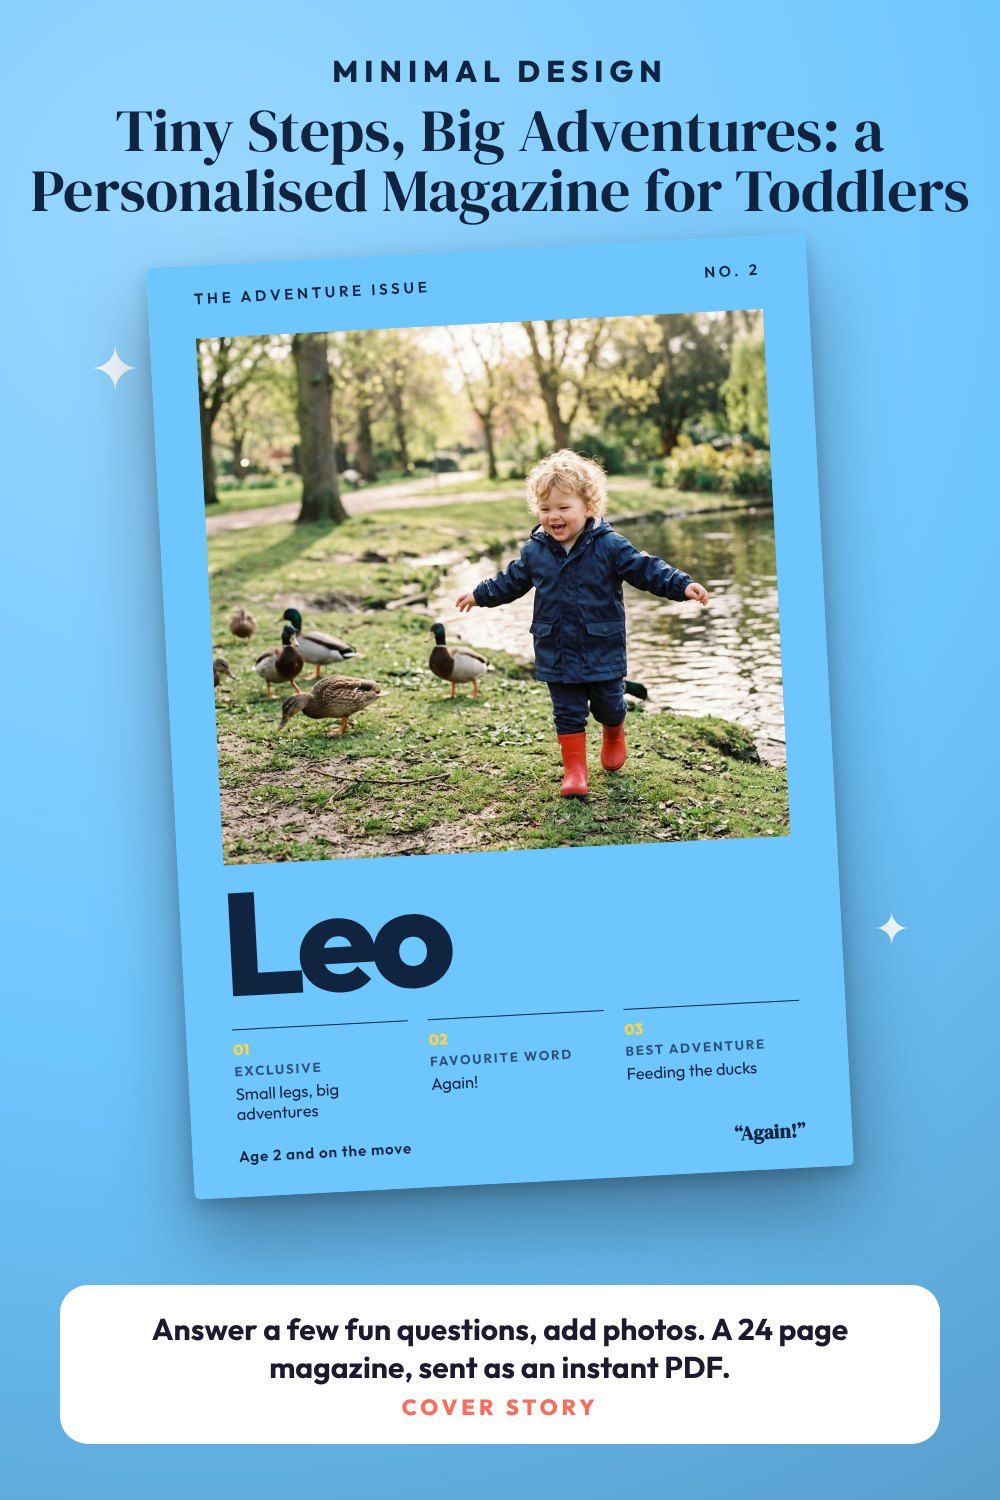 MINIMAL DESIGN
Tiny Steps, Big Adventures: a
Personalised Magazine for Toddlers
THE ADVENTURE ISSUE
NO. 2
Leo
01
EXCLUSIVE
Small legs, big
adventures
02
FAVOURITE WORD
Again!
03
BEST ADVENTURE
Feeding the ducks
Age 2 and on the move
“Again!”
Answer a few fun questions, add photos. A 24 page
magazine, sent as an instant PDF.
COVER STORY